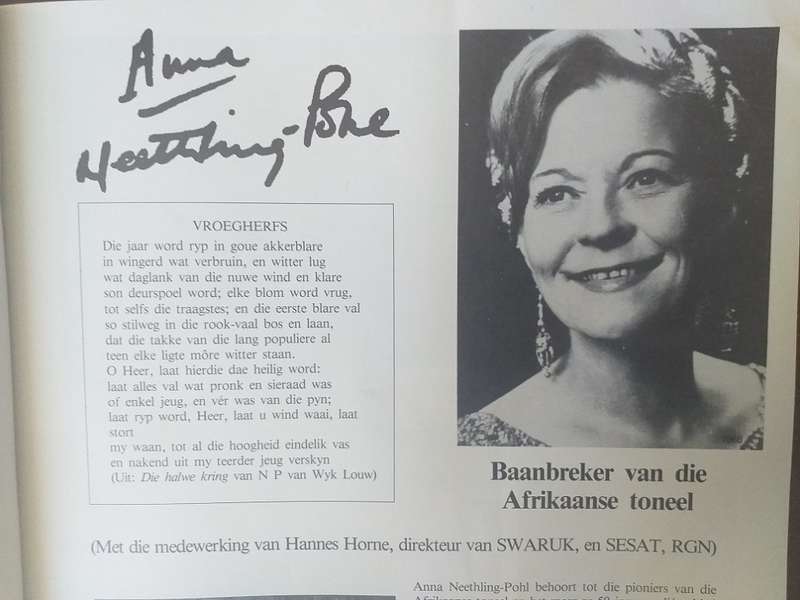 Anna
Neethling-Pohl
VROEGHERFS
Die jaar word ryp in goue akkerblare
in wingerd wat verbruin, en witter lug
wat daglank van die nuwe wind en klare
son deurspoel word; elke blom word vrug,
tot selfs die traagstes; en die eerste blare val
so stilweg in die rook-vaal bos en laan,
dat die takke van die lang populiere al
teen elke ligte môre witter staan.
O Heer, laat hierdie dae heilig word:
laat alles val wat pronk en sieraad was
of enkel jeug, en vér was van die pyn;
laat ryp word, Heer, laat u wind waai, laat
stort
my waan, tot al die hoogheid eindelik vas
en nakend uit my teerder jeug verskyn
(Uit: Die halwe kring van N P van Wyk Louw)
Baanbreker van die
Afrikaanse toneel
(Met die medewerking van Hannes Horne, direkteur van SWARUK, en SESAT, RGN)
Anna Neethling-Pohl behoort tot die pioniers van die